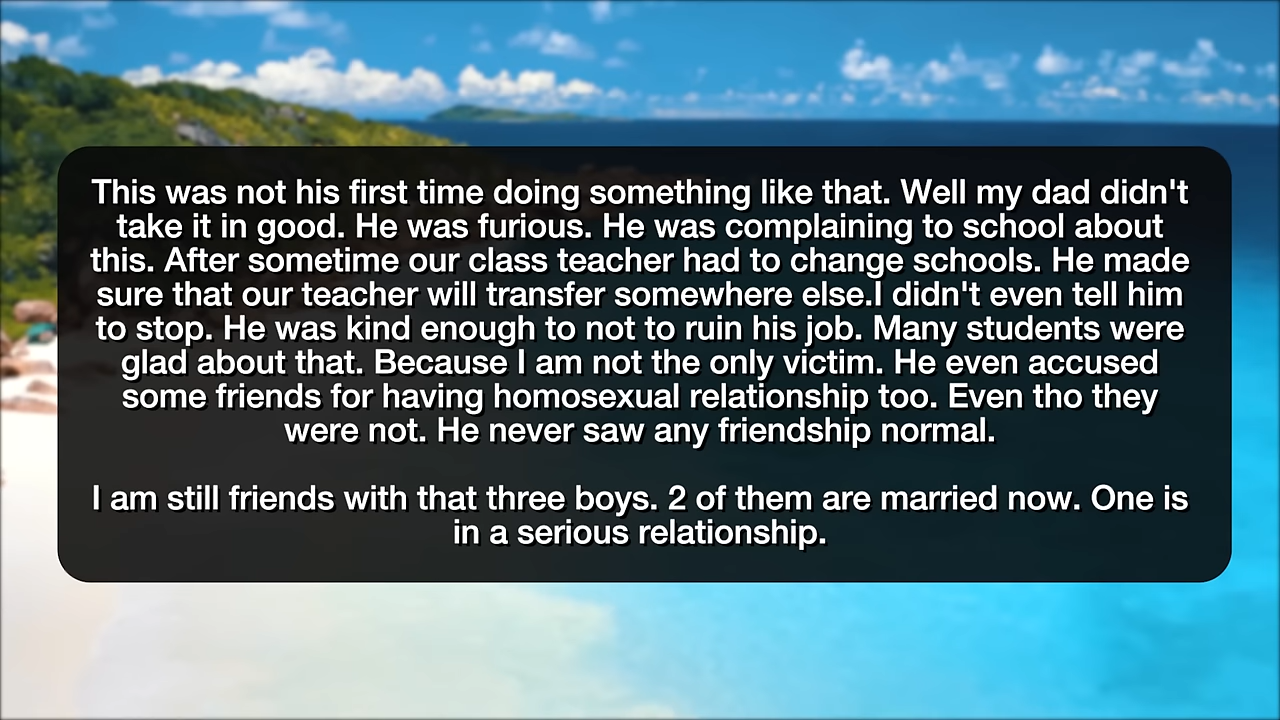 This was not his first time doing something like that. Well my dad didn't
take it in good. He was furious. He was complaining to school about
this. After sometime our class teacher had to change schools. He made
sure that our teacher will transfer somewhere else.I didn't even tell him
to stop. He was kind enough to not to ruin his job. Many students were
glad about that. Because I am not the only victim. He even accused
some friends for having homosexual relationship too. Even tho they
were not. He never saw any friendship normal.
I am still friends with that three boys. 2 of them are married now. One is
in a serious relationship.